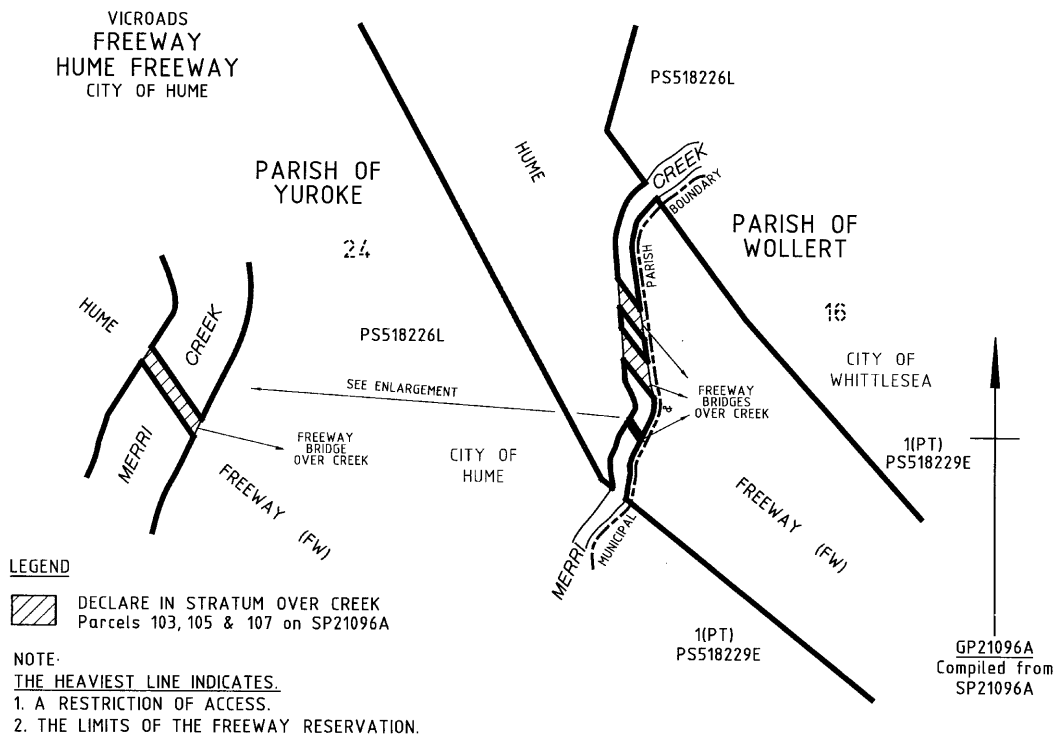 VICROADS
FREEWAY
HUME FREEWAY
CITY OF HUME
PS518226L
HUME
CREEK
BOUNDARY
PARISH OF
YUROKE
24
PARISH OF
WOLLERT
16
PARISH
HUME
CREEK
PS518226L
SEE ENLARGEMENT
CITY OF
WHITTLESEA
FREEWAY
BRIDGES
OVER CREEK
&
MERRI
FREEWAY
BRIDGE
OVER CREEK
CITY OF
HUME
1(PT)
PS518229E
FREEWAY (FW)
FREEWAY (FW)
MERRI
MUNICIPAL
LEGEND
DECLARE IN STRATUM OVER CREEK
Parcels 103, 105 & 107 on SP21096A
1(PT)
PS518229E
GP21096A
Compiled from
SP21096A
NOTE·
THE HEAVIEST LINE INDICATES.
1. A RESTRICTION OF ACCESS.
2. THE LIMITS OF THE FREEWAY RESERVATION.